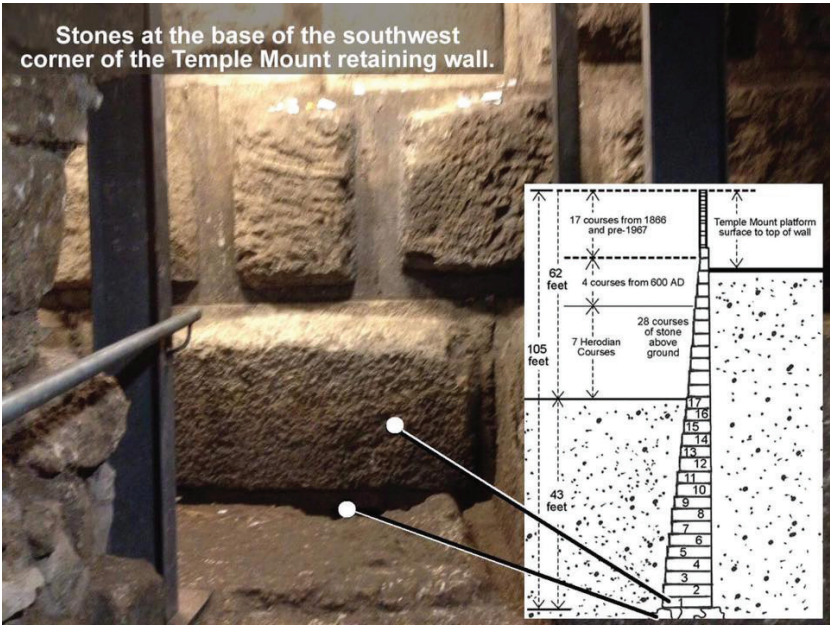 Stones at the base of the southwest
corner of the Temple Mount retaining wall.
17 courses from 1866
and pre-1967
Temple Mount platform
surface to top of wall
62
feet
4 courses from 600 AD
105
feet
7 Herodian
Courses
28 courses
of stone
above
ground
17
16
15
14
13
12
11
10
9
8
43
feet
7
6
5
4
3
2
1